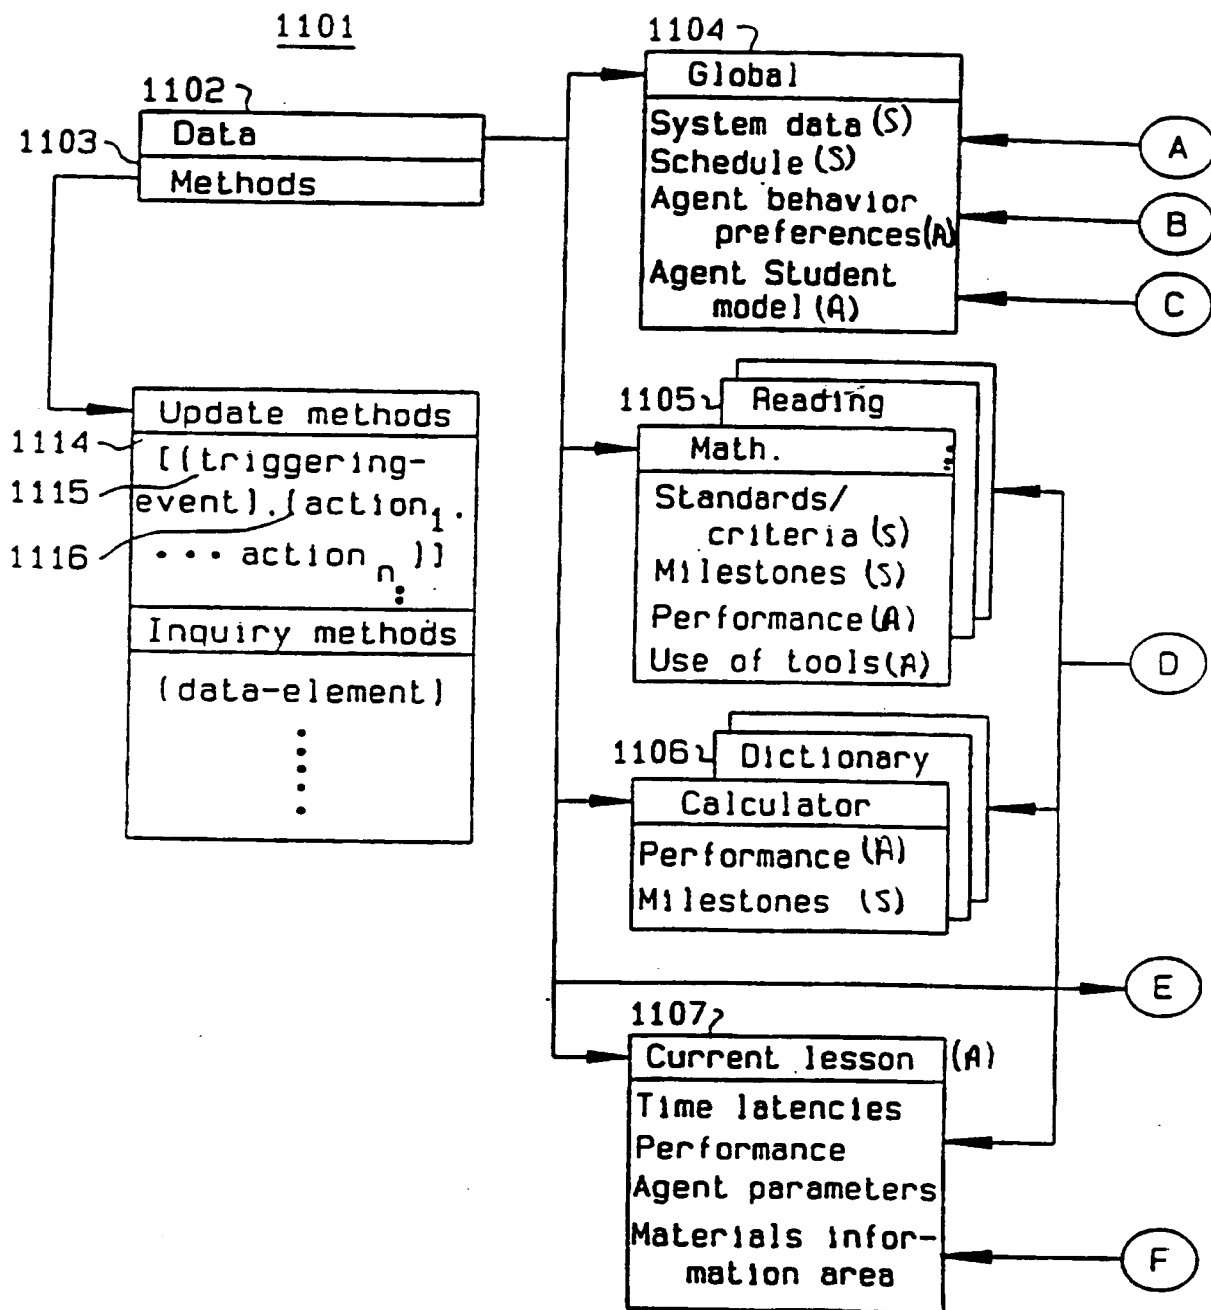 1101
1102
Data
1103
Methods
1104
Global
System data (S)
Schedule (S)
Agent behavior
preferences (A)
Agent Student
model (A)
A
B
C
Update methods
1114
[(triggering-
1115
event).(action1.
1116
••• action n )]
Inquiry methods
(data-element)
1105
Reading
Math.
Standards/
criteria (S)
Milestones (S)
Performance (A)
Use of tools (A)
D
1106
Dictionary
Calculator
Performance (A)
Milestones (S)
E
1107
Current lesson (A)
Time latencies
Performance
Agent parameters
Materials infor-
mation area
F